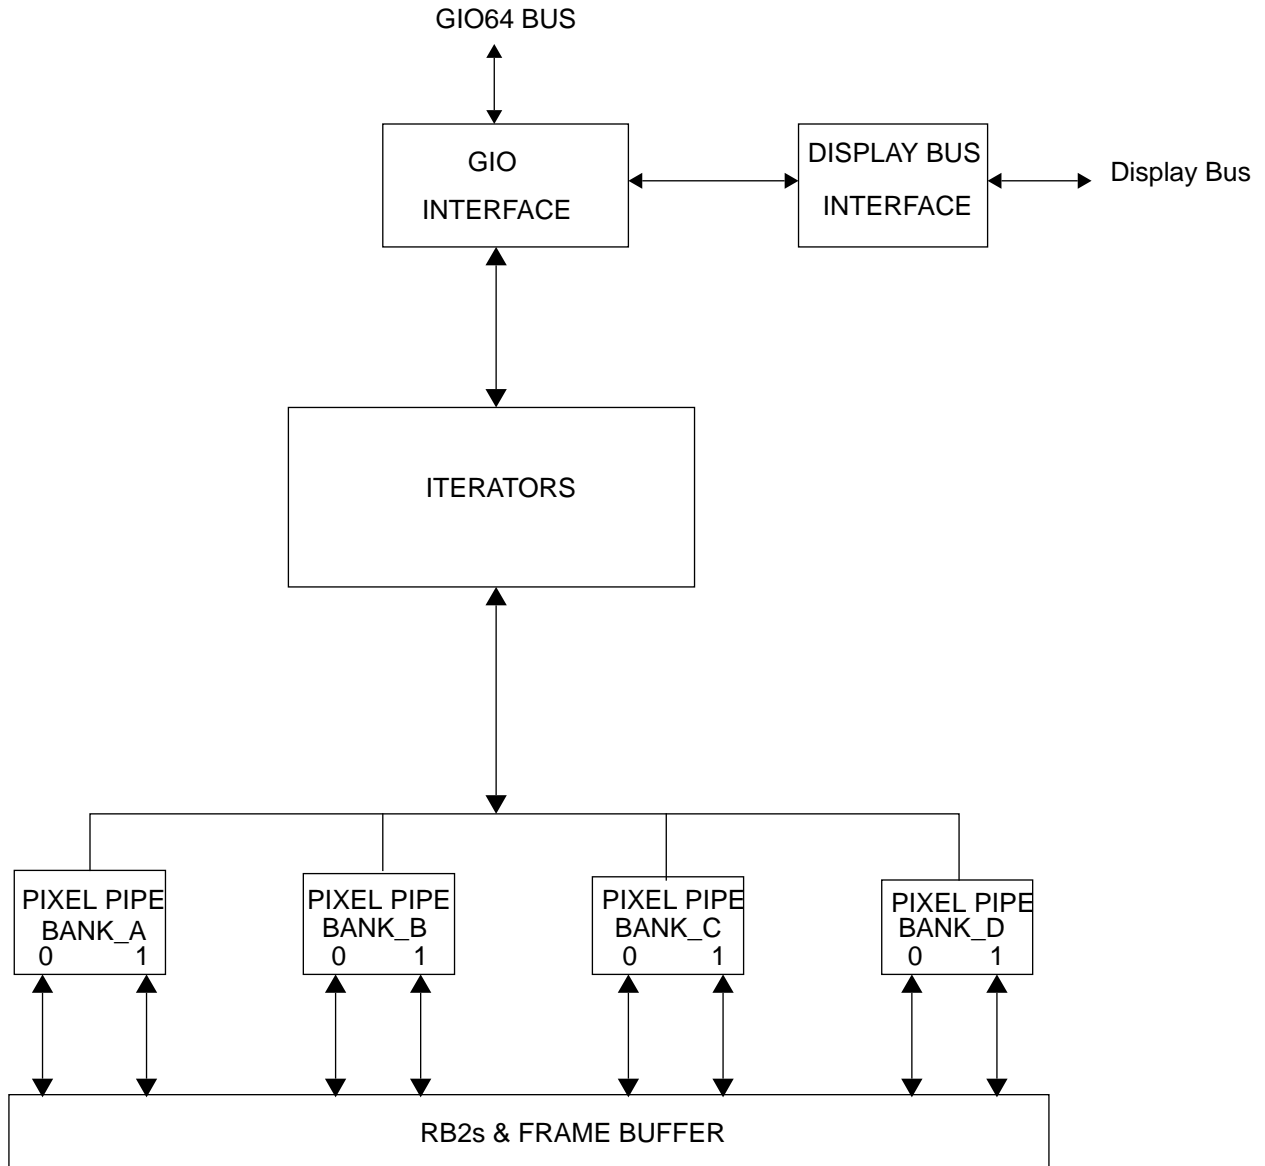 GIO64 BUS
GIO
INTERFACE
DISPLAY BUS
INTERFACE
Display Bus
ITERATORS
PIXEL PIPE
BANK_A
0 1
PIXEL PIPE
BANK_B
0 1
PIXEL PIPE
BANK_C
0 1
PIXEL PIPE
BANK_D
0 1
RB2s & FRAME BUFFER